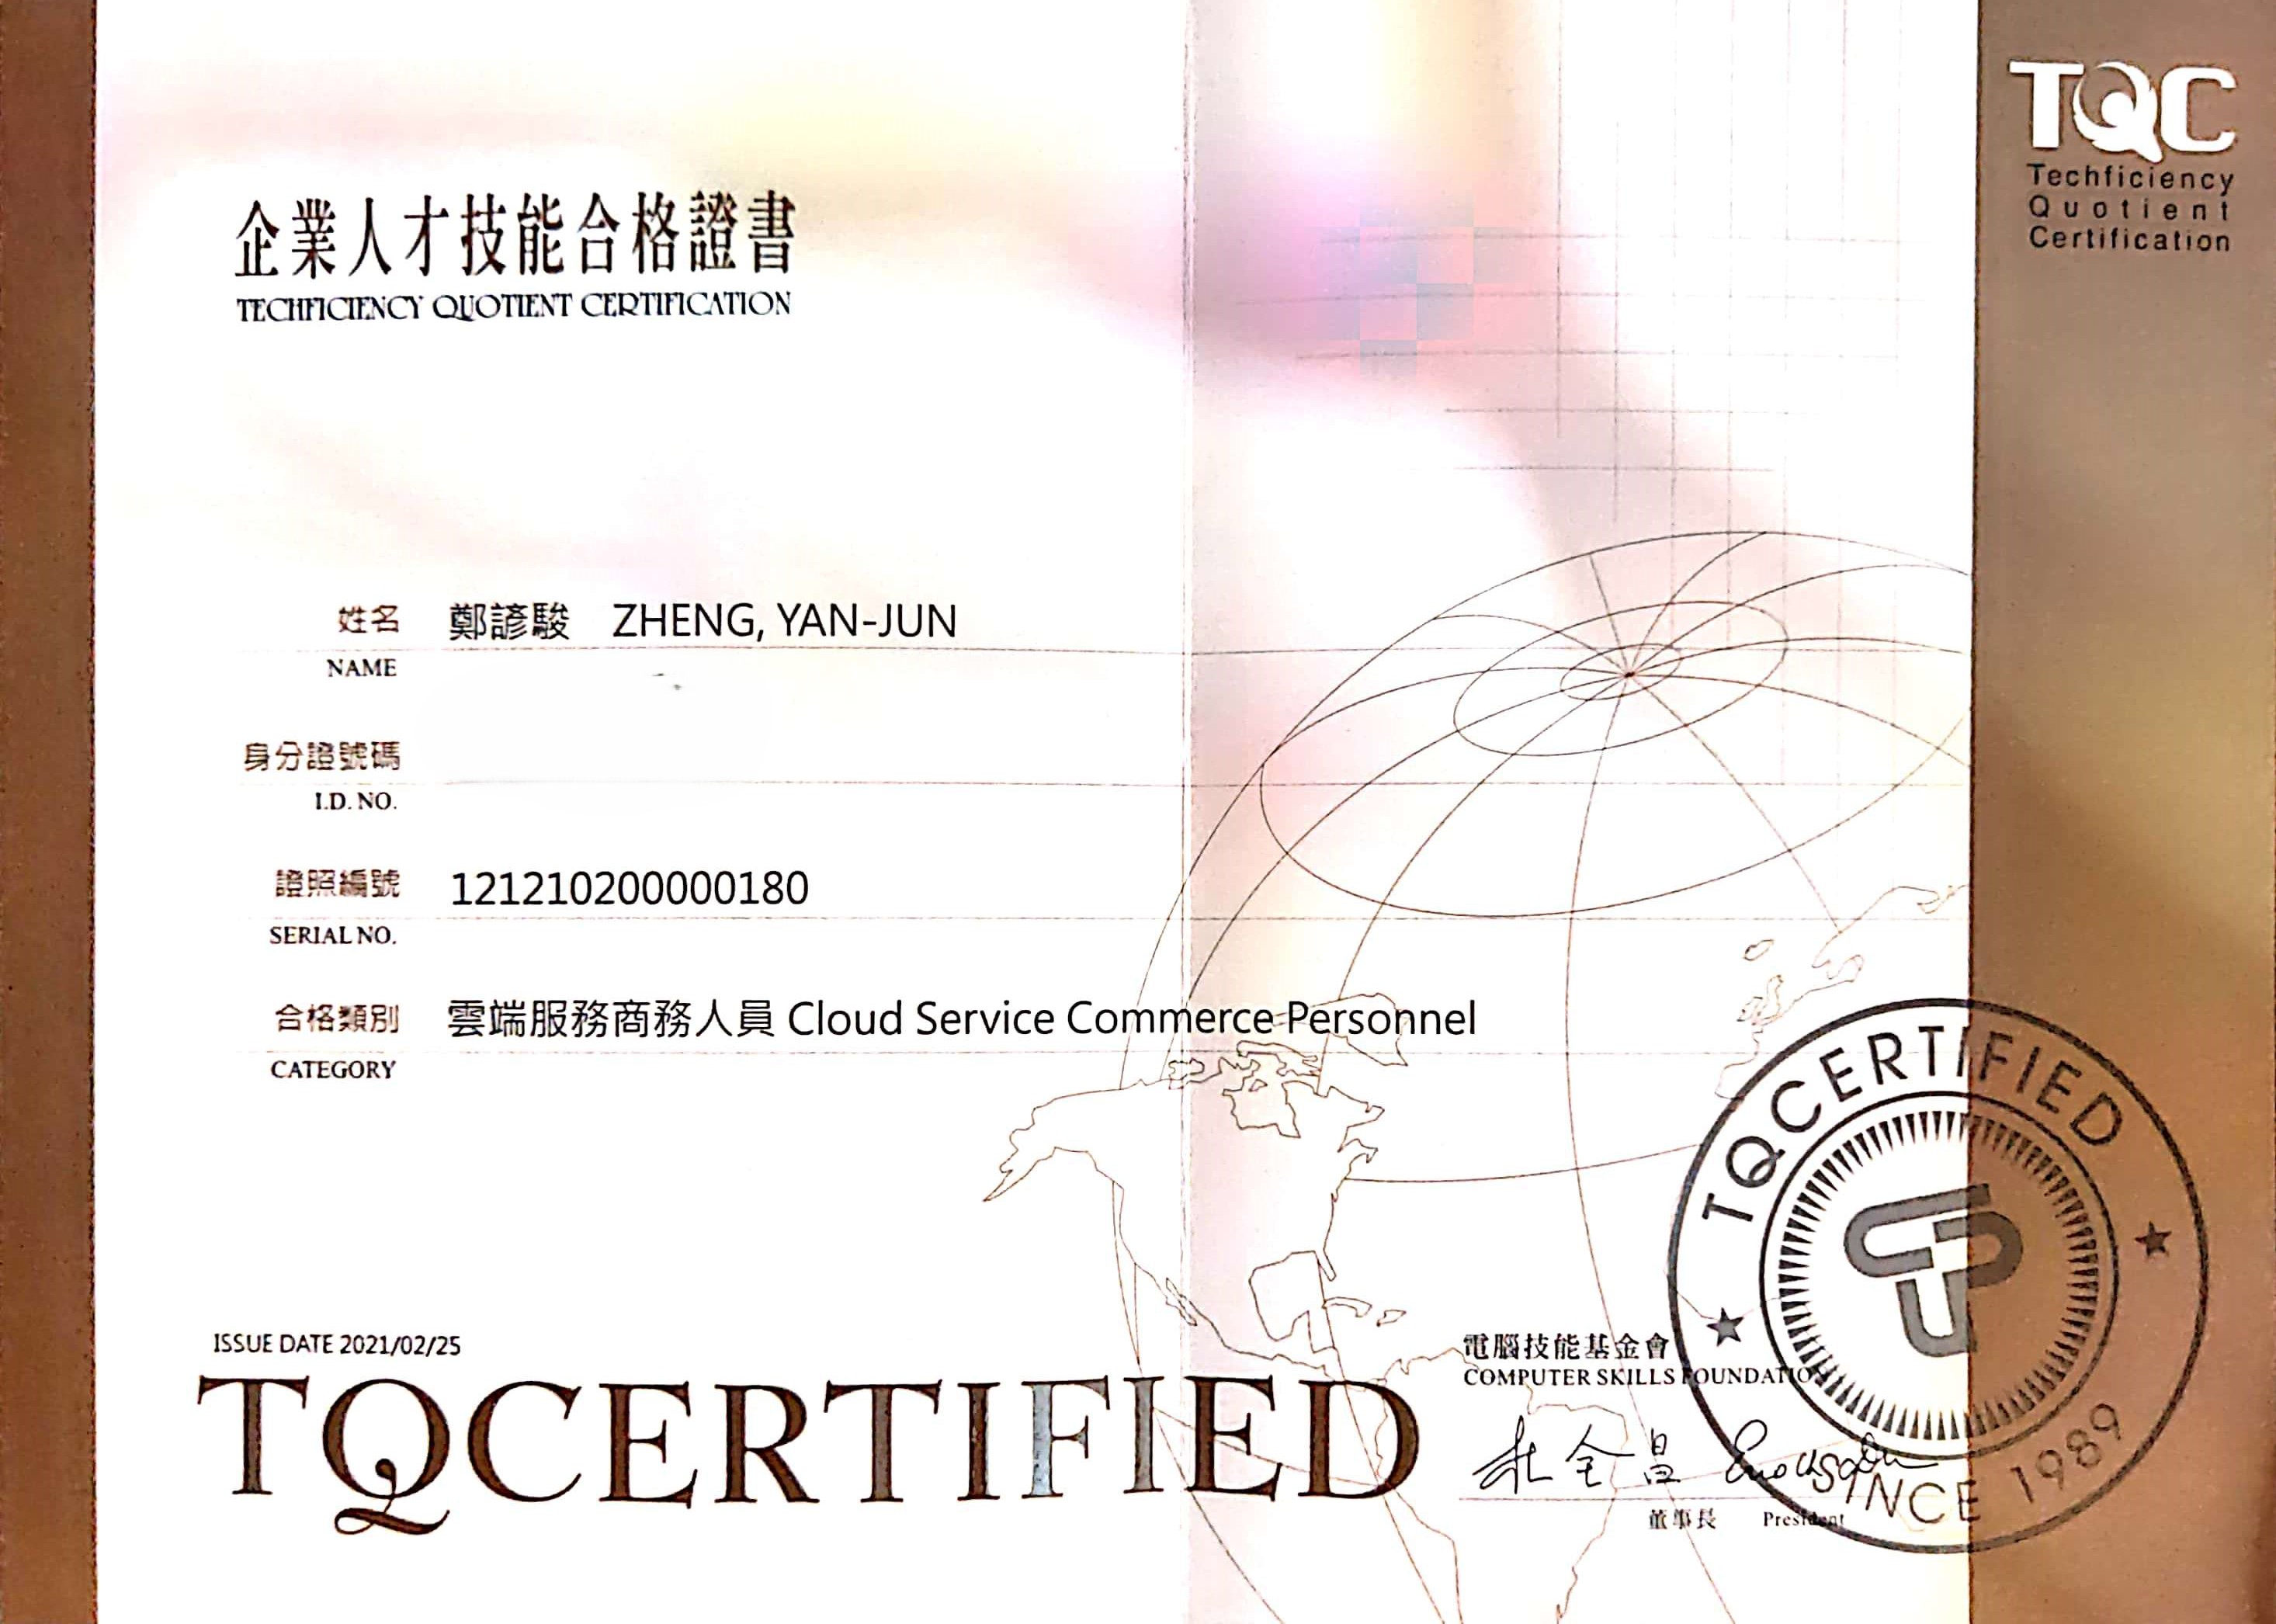 TQC
Techficiency
Quotient
Certification
企業人才技能合格證書
TECHFICIENCY QUOTIENT CERTIFICATION
姓名 鄭諺駿 ZHENG, YAN-JUN
NAME
身分證號碼
I.D. NO.
證照編號 121210200000180
SERIAL NO.
合格類別 雲端服務商務人員 Cloud Service Commerce Personnel
CATEGORY
ISSUE DATE 2021/02/25
TQCERTIFIED
電腦技能基金會
COMPUTER SKILLS FOUNDATION
杜全昌
董事長 President
TQCERTIFIED
SINCE 1989